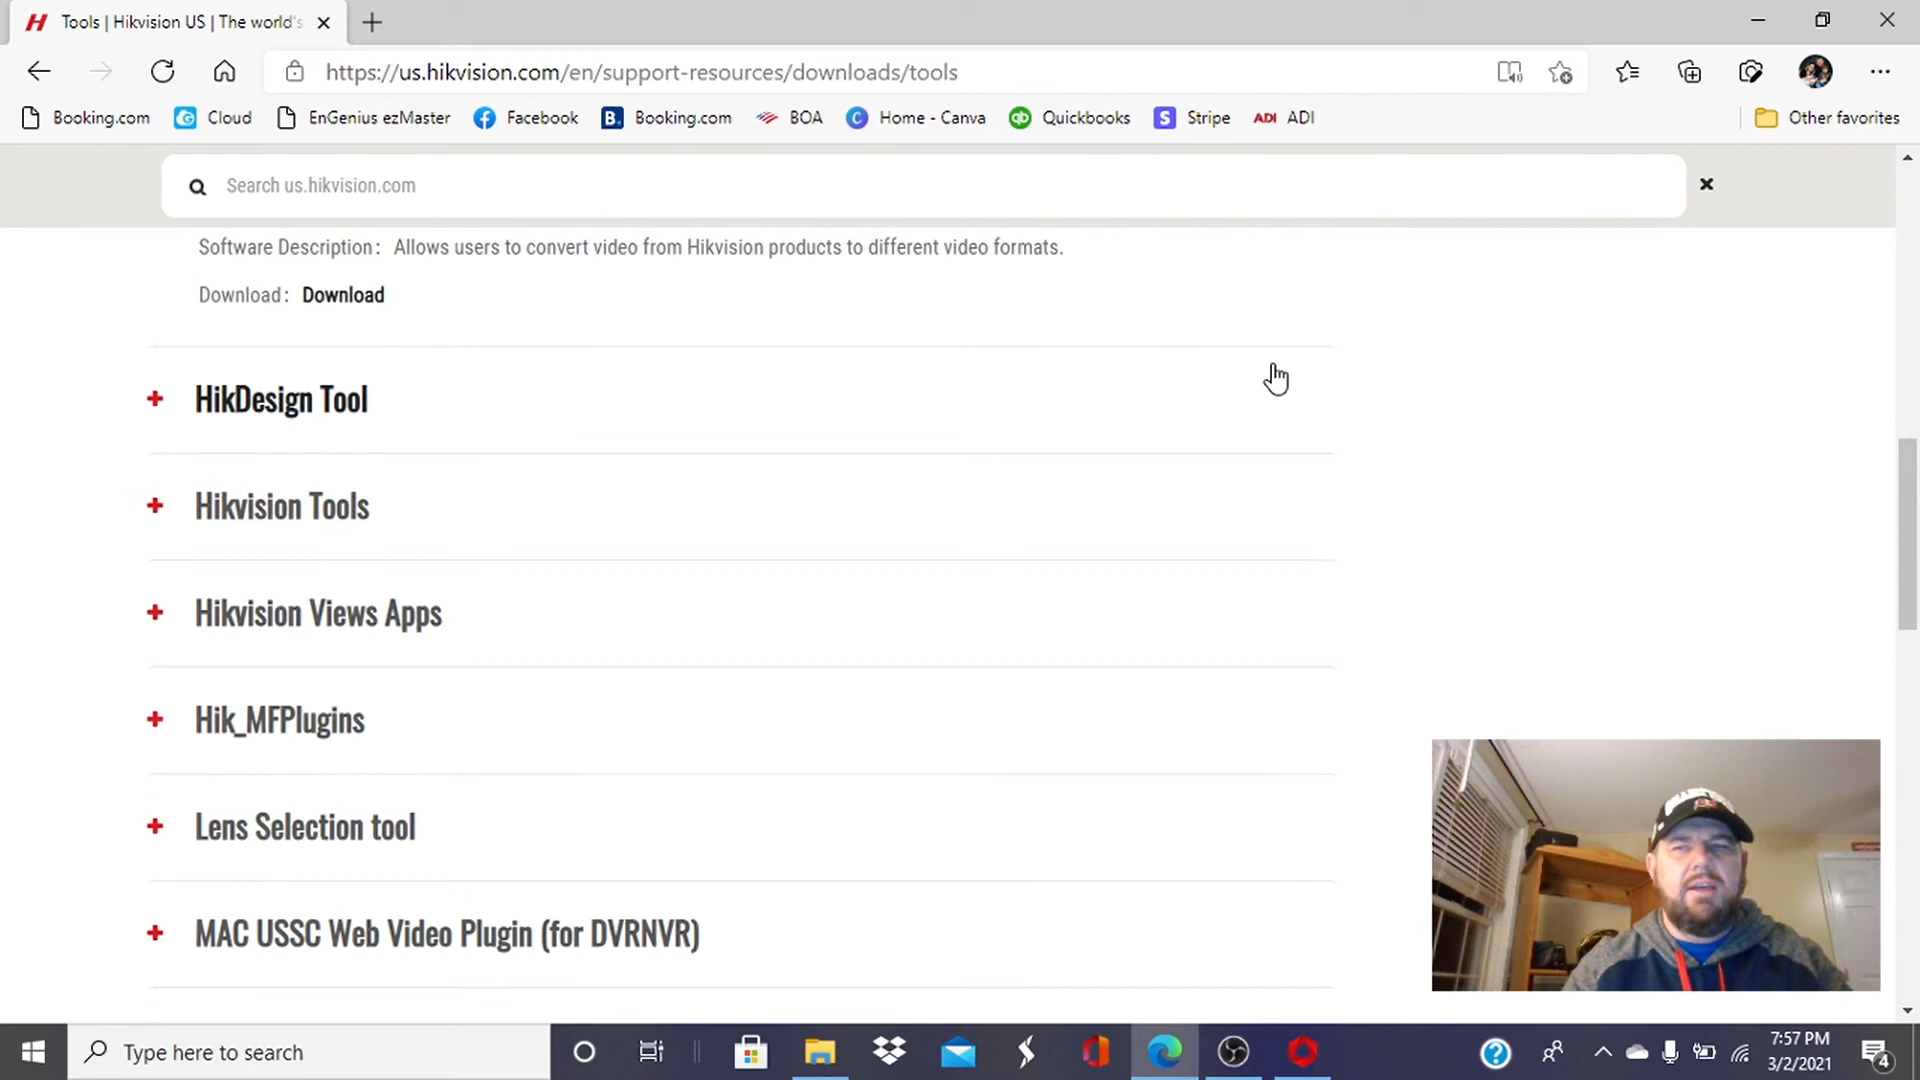 Tools | Hikvision US | The world's
https://us.hikvision.com/en/support-resources/downloads/tools
Booking.com
Cloud
EnGenius ezMaster
Facebook
B.
Booking.com
BOA
C
Home - Canva
qb
Quickbooks
S
Stripe
ADI
ADI
Other favorites
Search us.hikvision.com
Software Description: Allows users to convert video from Hikvision products to different video formats.
Download: Download
HikDesign Tool
Hikvision Tools
Hikvision Views Apps
Hik_MFPlugins
Lens Selection tool
MAC USSC Web Video Plugin (for DVRNVR)
Type here to search
7:57 PM
3/2/2021
4